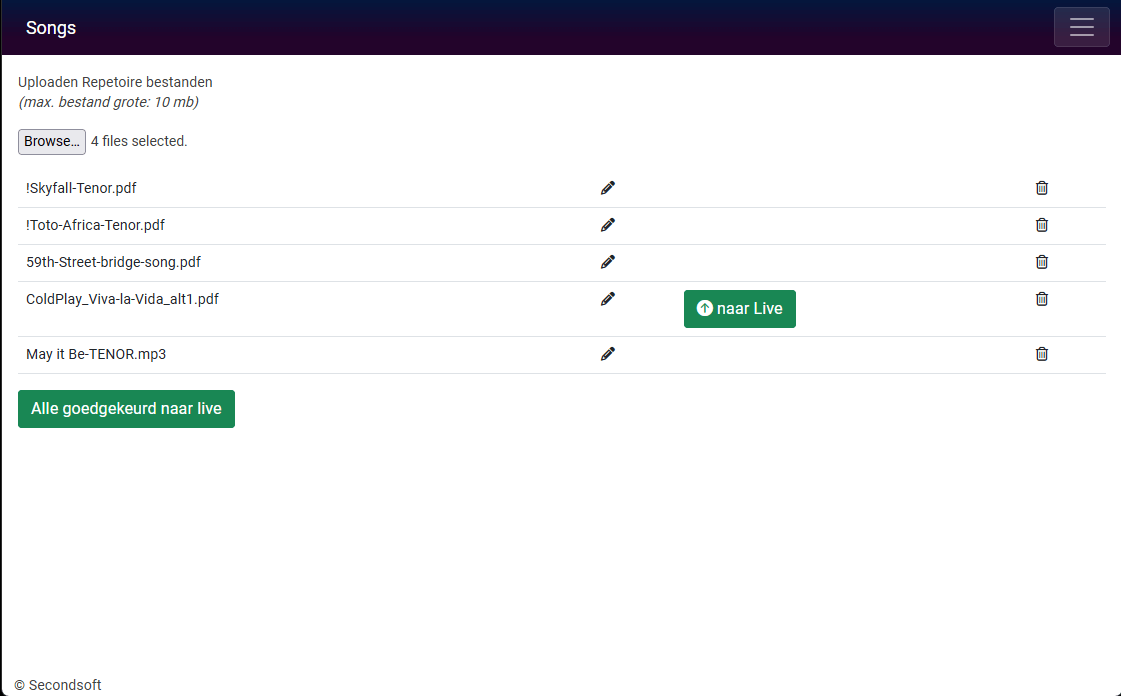 Songs
Uploaden Repetoire bestanden
(max. bestand grote: 10 mb)
Browse... 4 files selected.
!Skyfall-Tenor.pdf
!Toto-Africa-Tenor.pdf
59th-Street-bridge-song.pdf
ColdPlay_Viva-la-Vida_alt1.pdf
naar Live
May it Be-TENOR.mp3
Alle goedgekeurd naar live
© Secondsoft